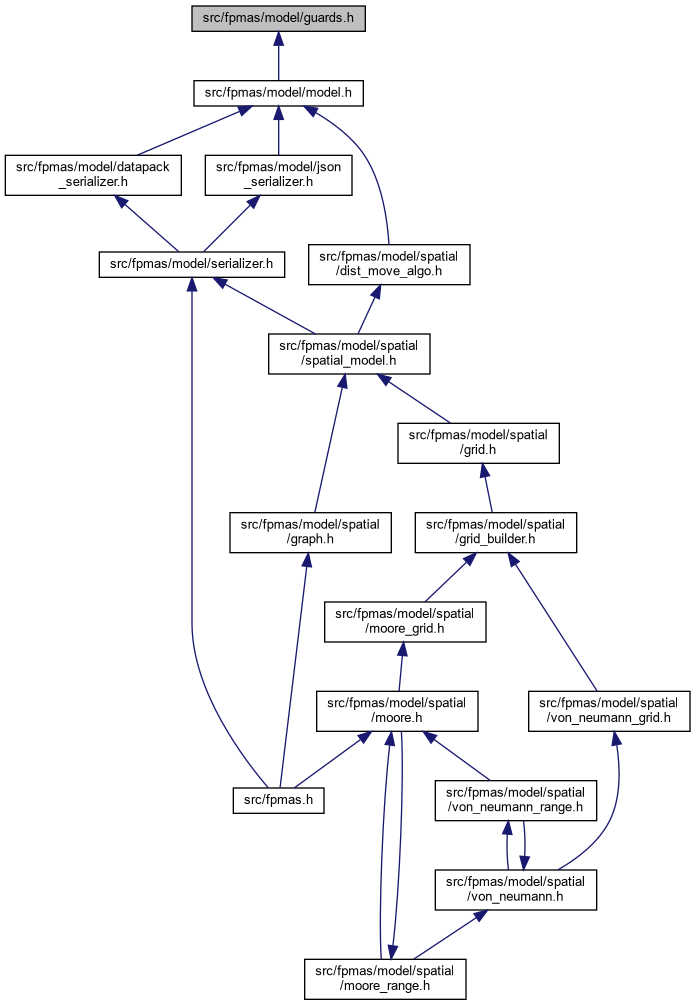 src/fpmas/model/guards.h
src/fpmas/model/model.h
src/fpmas/model/datapack
_serializer.h
src/fpmas/model/json
_serializer.h
src/fpmas/model/serializer.h
src/fpmas/model/spatial
/dist_move_algo.h
src/fpmas/model/spatial
/spatial_model.h
src/fpmas/model/spatial
/grid.h
src/fpmas/model/spatial
/graph.h
src/fpmas/model/spatial
/grid_builder.h
src/fpmas/model/spatial
/moore_grid.h
src/fpmas/model/spatial
/moore.h
src/fpmas/model/spatial
/von_neumann_grid.h
src/fpmas.h
src/fpmas/model/spatial
/von_neumann_range.h
src/fpmas/model/spatial
/von_neumann.h
src/fpmas/model/spatial
/moore_range.h